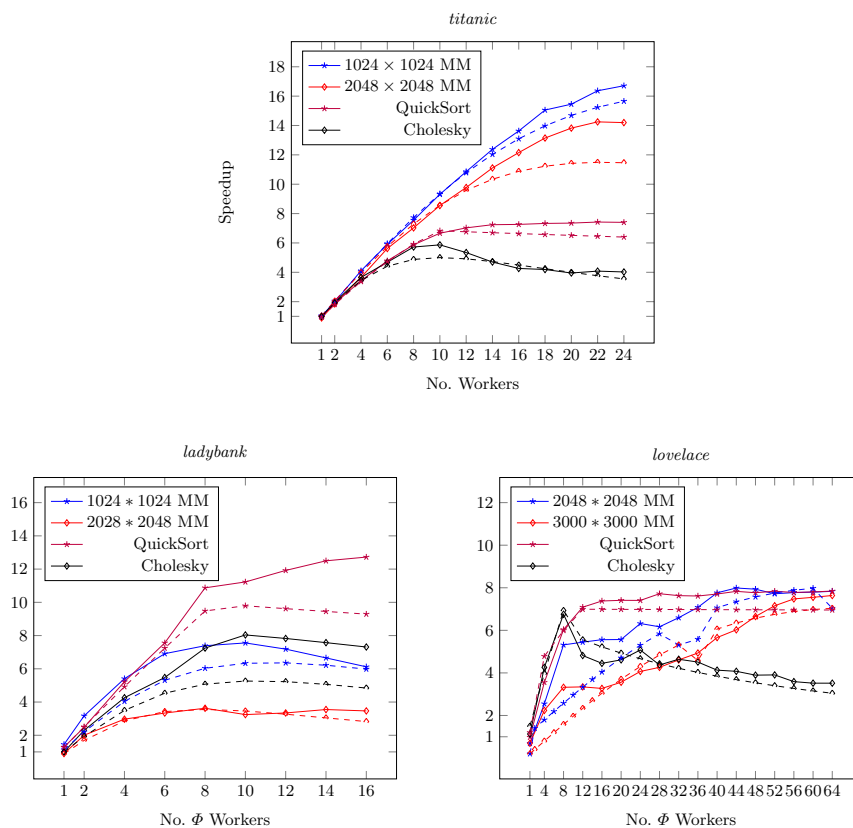 titanic
18
16
14
12
10
8
6
4
2
1
Speedup
1024 × 1024 MM
2048 × 2048 MM
QuickSort
Cholesky
1 2 4 6 8 10 12 14 16 18 20 22 24
No. Workers
ladybank
16
14
12
10
8
6
4
2
1
1024 * 1024 MM
2028 * 2048 MM
QuickSort
Cholesky
1 2 4 6 8 10 12 14 16
No. Φ Workers
lovelace
12
10
8
6
4
2
1
2048 * 2048 MM
3000 * 3000 MM
QuickSort
Cholesky
1 4 8 12 16 20 24 28 32 36 40 44 48 52 56 60 64
No. Φ Workers